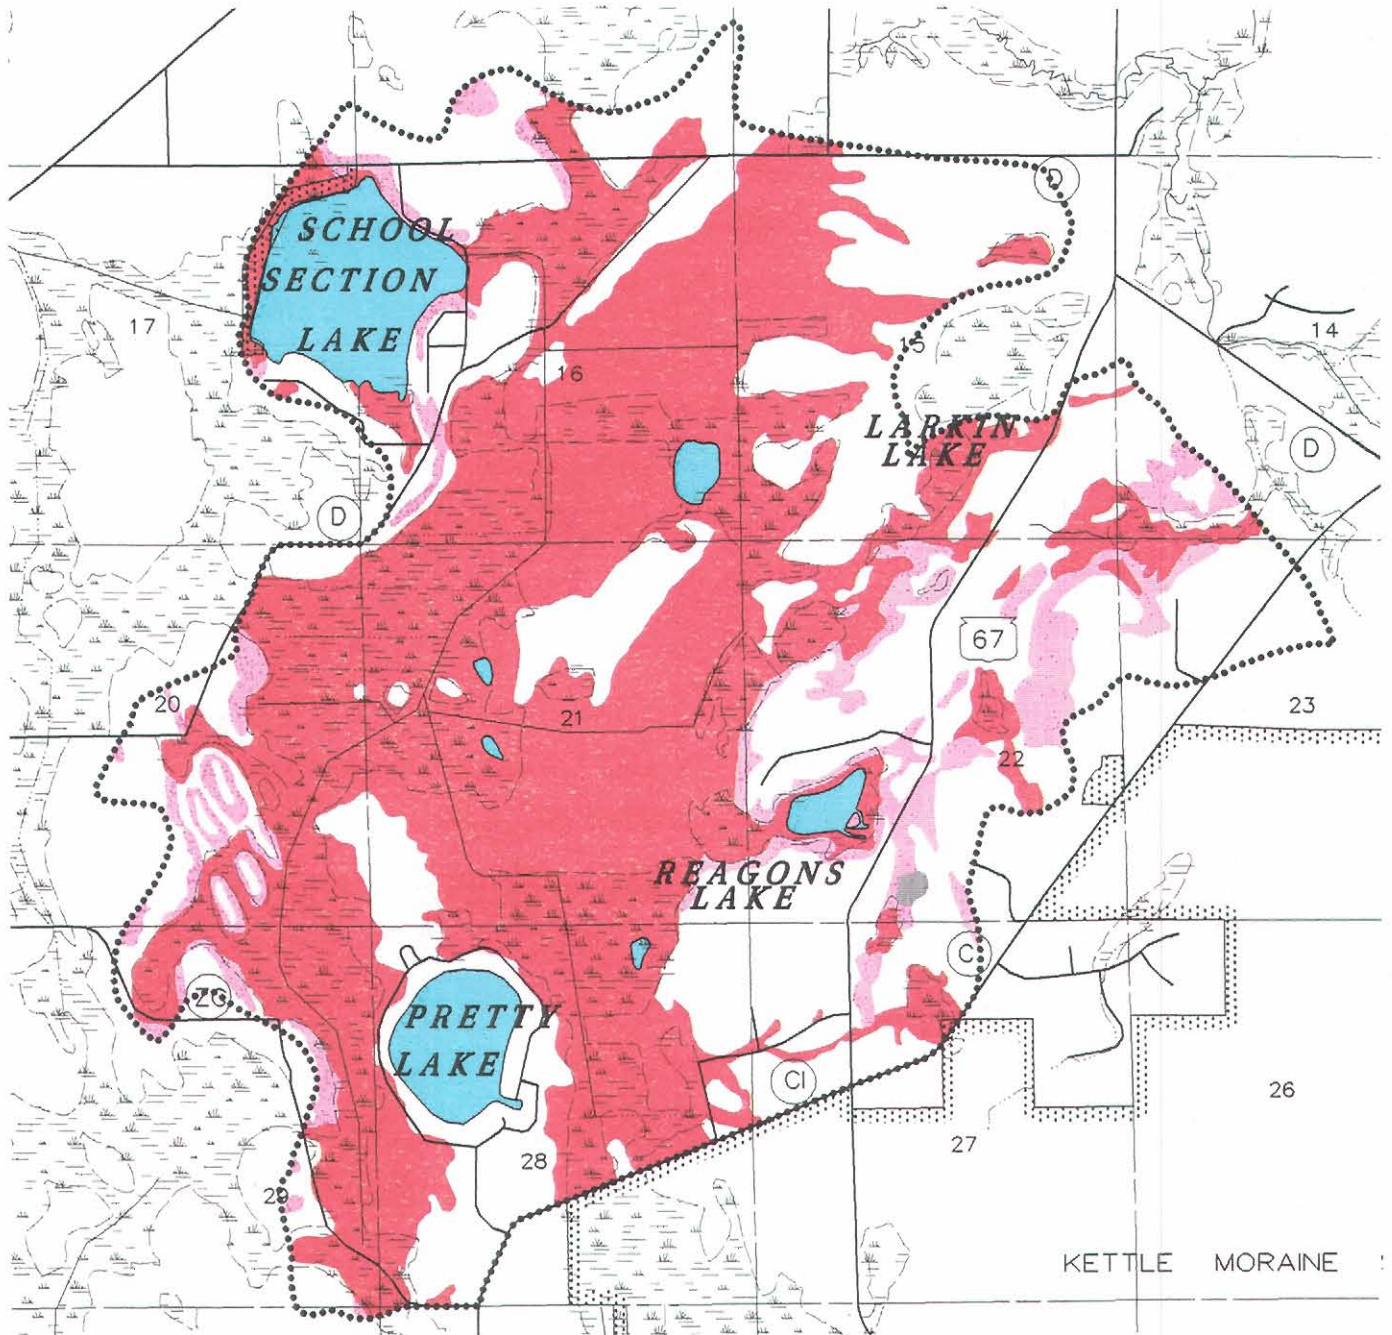 D
SCHOOL
SECTION
LAKE
17
14
15
16
LARKIN
LAKE
D
D
67
20
21
23
22
REAGONS
LAKE
C
ZC
PRETTY
LAKE
CI
26
27
28
29
KETTLE MORAINE